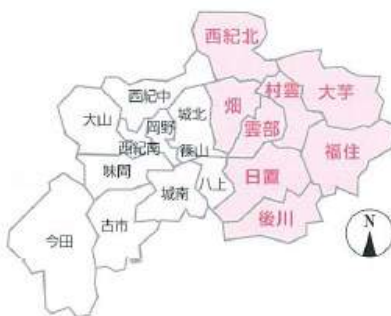 西紀北
西紀中
大山
城北
畑
村雲
大芋
岡野
雲部
西紀南
篠山
福住
味間
日置
城南
八上
後川
古市
今田
N